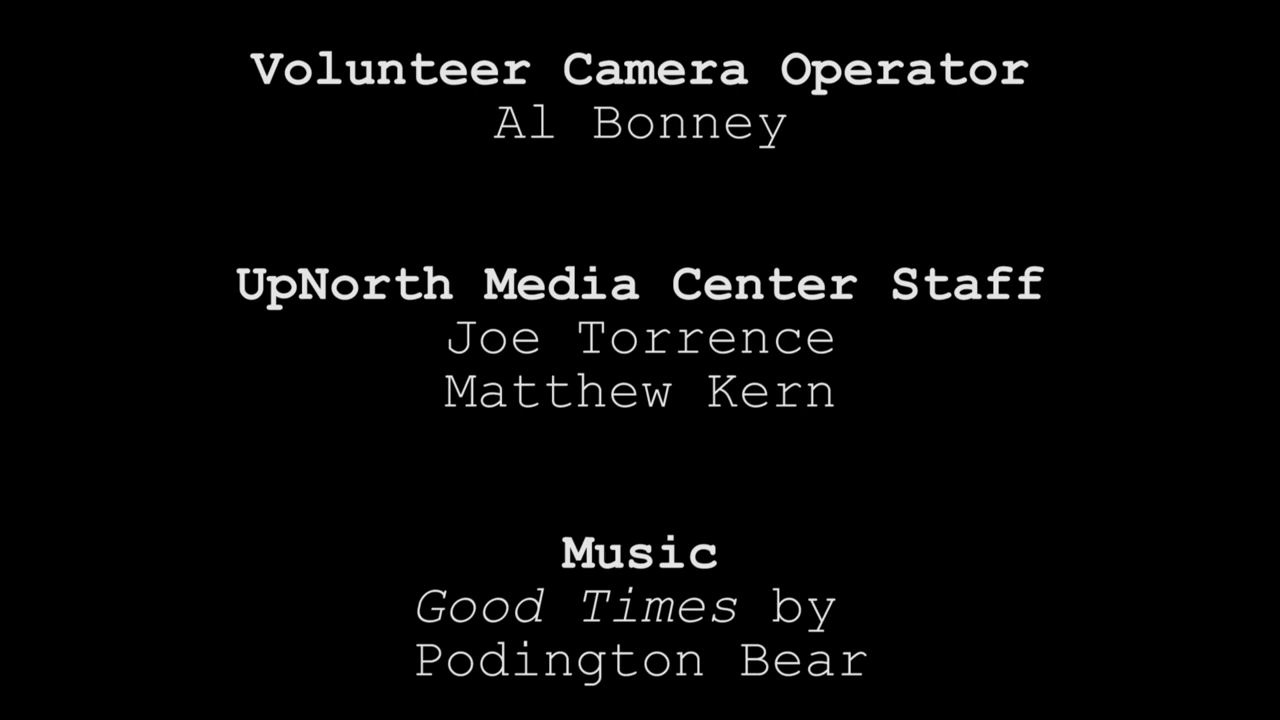 Volunteer Camera Operator
Al Bonney
UpNorth Media Center Staff
Joe Torrence
Matthew Kern
Music
Good Times by
Podington Bear